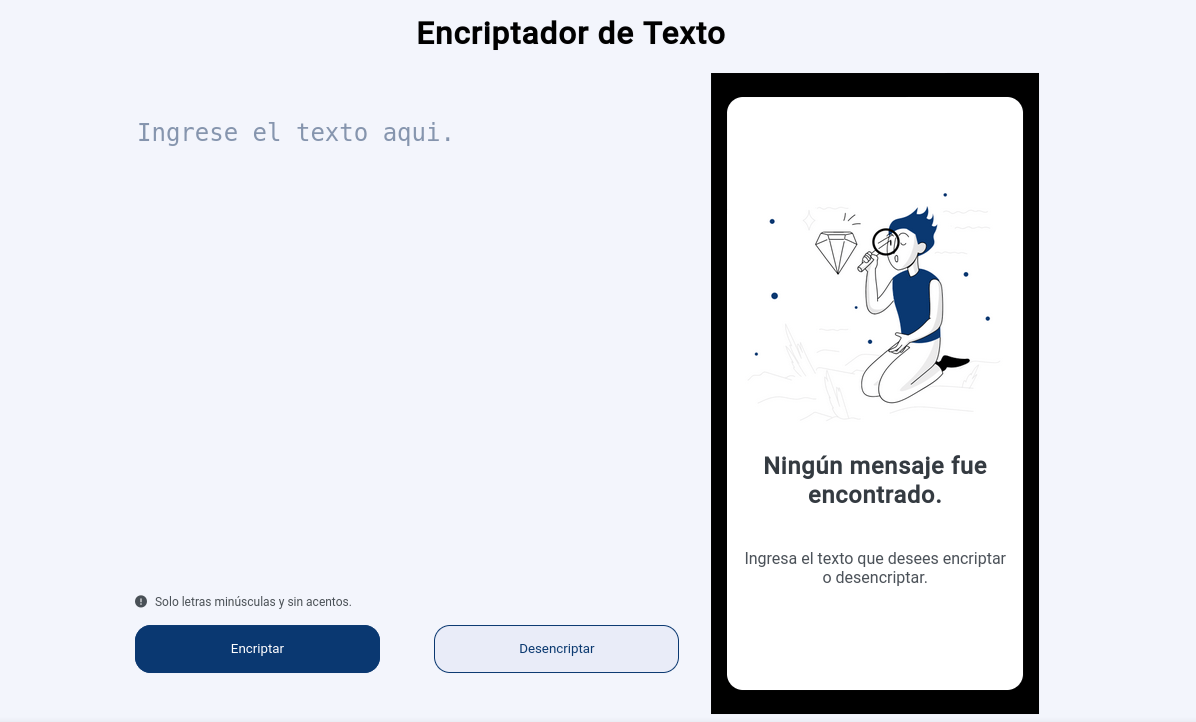 Encriptador de Texto
Ingrese el texto aqui.
Solo letras minúsculas y sin acentos.
Encriptar
Desencriptar
Ningún mensaje fue
encontrado.
Ingresa el texto que desees encriptar
o desencriptar.